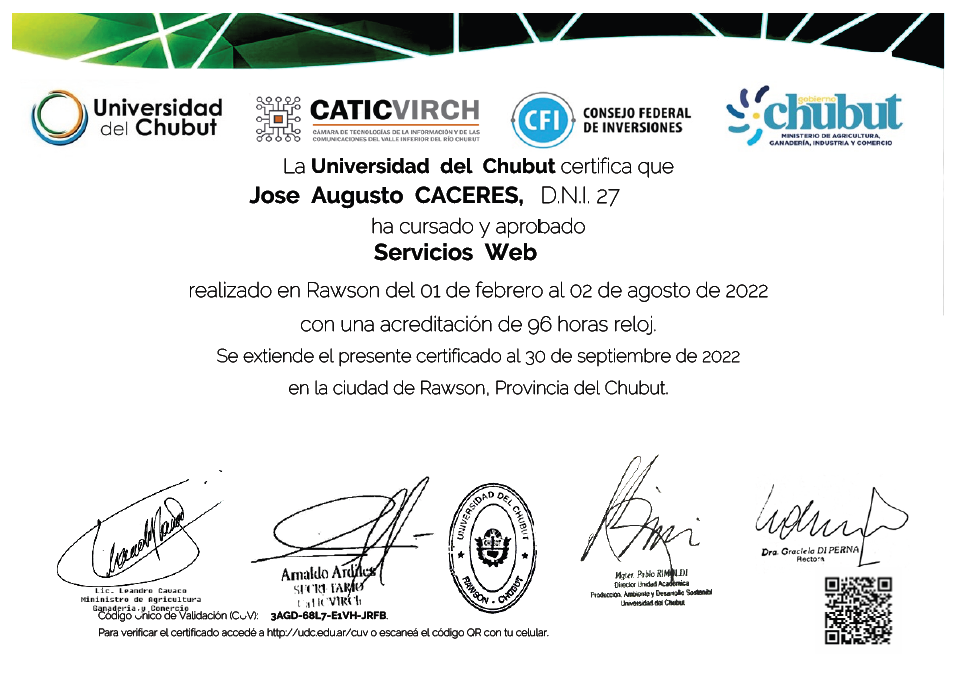 Universidad
del Chubut
CATICVIRCH
CÁMARA DE TECNOLOGÍAS DE LA INFORMACIÓN Y DE LAS
COMUNICACIONES DEL VALLE INFERIOR DEL RÍO CHUBUT
CFI
CONSEJO FEDERAL
DE INVERSIONES
gobierno
chubut
MINISTERIO DE AGRICULTURA,
GANADERÍA, INDUSTRIA Y COMERCIO
La Universidad del Chubut certifica que
Jose Augusto CACERES, D.N.I. 27
ha cursado y aprobado
Servicios Web
realizado en Rawson del 01 de febrero al 02 de agosto de 2022
con una acreditación de 96 horas reloj.
Se extiende el presente certificado al 30 de septiembre de 2022
en la ciudad de Rawson, Provincia del Chubut.
Lic. Leandro Cavaco
Mininistro de Agricultura
Ganaderia.y Comercio
Arnaldo Ardiles
SECRETARIO
CaTICVIRCh
UNIVERSIDAD DEL CHUBUT
RAWSON - CHUBUT
Mgter. Pablo RIMOLDI
Director Unidad Académica
Producción, Ambiente y Desarrollo Sostenibl
Universidad del Chubut
Dra. Graciela DI PERNA
Rectora
Código Único de Validación (CUV): 3AGD-68L7-E1VH-JRFB.
Para verificar el certificado accedé a http://udc.edu.ar/cuv o escaneá el código QR con tu celular.